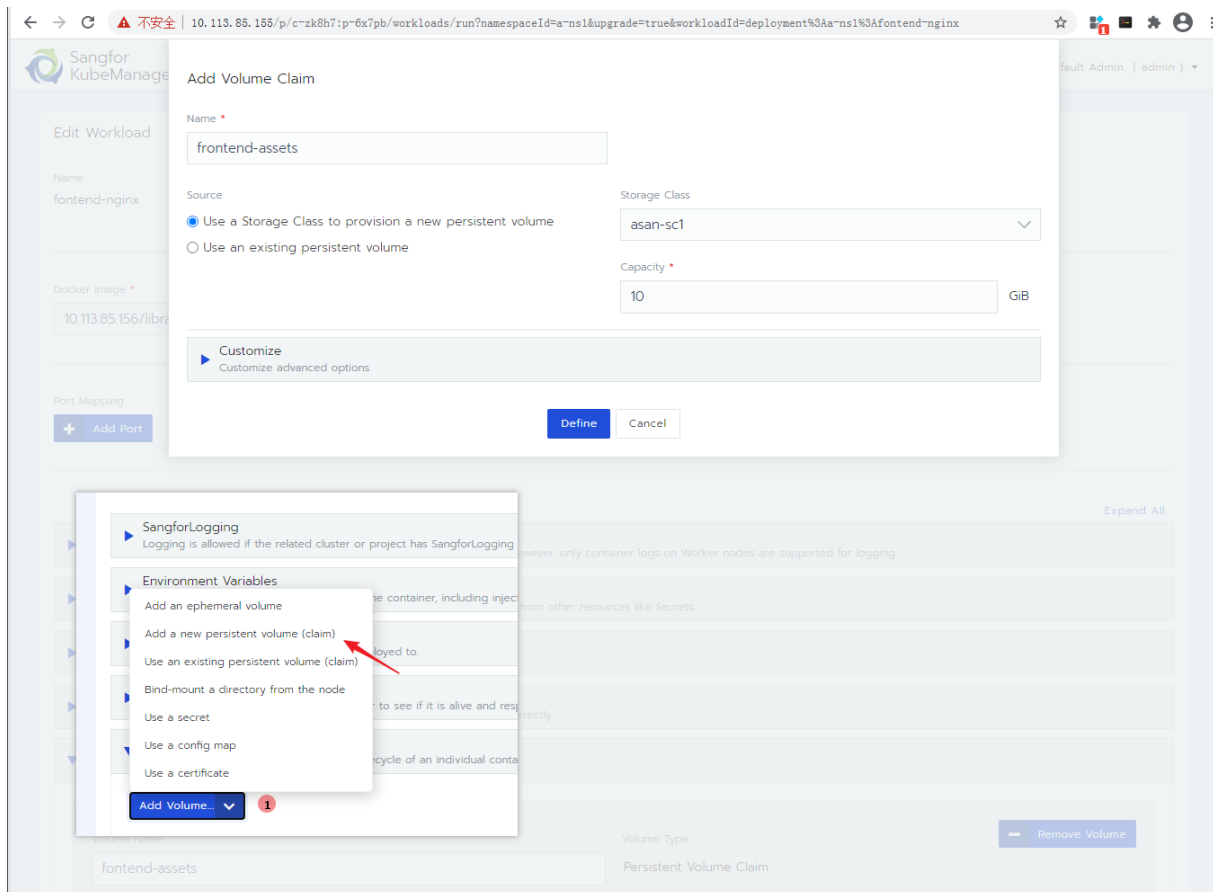 不安全 | 10.113.85.155/p/c-zk8h7:p-6x7pb/workloads/run?namespaceId=a-ns1&upgrade=true&workloadId=deployment%3Aa-ns1%3Afontend-nginx
1
Sangfor
KubeManage
fault Admin ( admin )
Add Volume Claim
Name *
frontend-assets
Edit Workload
Name
fontend-nginx
Source
Storage Class
Use a Storage Class to provision a new persistent volume
asan-sc1
Use an existing persistent volume
Capacity *
10
GiB
Docker Image *
10.113.85.156/libra
Customize
Customize advanced options
Port Mapping
Add Port
Define
Cancel
Expand All
SangforLogging
Logging is allowed if the related cluster or project has SangforLogging
owever, only container logs on Worker nodes are supported for logging
Environment Variables
Add an ephemeral volume
he container, including inject
from other resources like Secrets.
Add a new persistent volume (claim)
loyed to.
Use an existing persistent volume (claim)
Bind-mount a directory from the node
r to see if it is alive and resp
rrectly
Use a secret
Use a config map
ecycle of an individual conta
Use a certificate
Add Volume...
1
Volume Name
Volume Type
Remove Volume
fontend-assets
Persistent Volume Claim